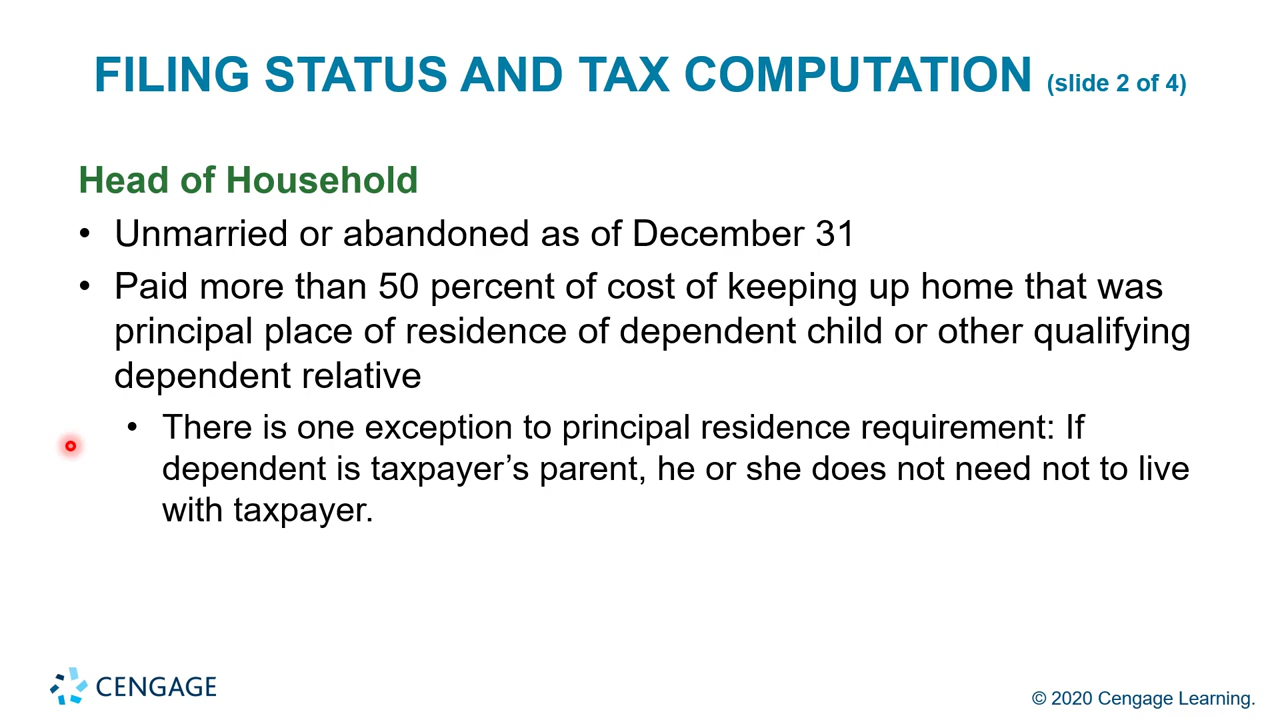 FILING STATUS AND TAX COMPUTATION (slide 2 of 4)
Head of Household
• Unmarried or abandoned as of December 31
• Paid more than 50 percent of cost of keeping up home that was
principal place of residence of dependent child or other qualifying
dependent relative
• There is one exception to principal residence requirement: If
dependent is taxpayer’s parent, he or she does not need not to live
with taxpayer.
CENGAGE
© 2020 Cengage Learning.